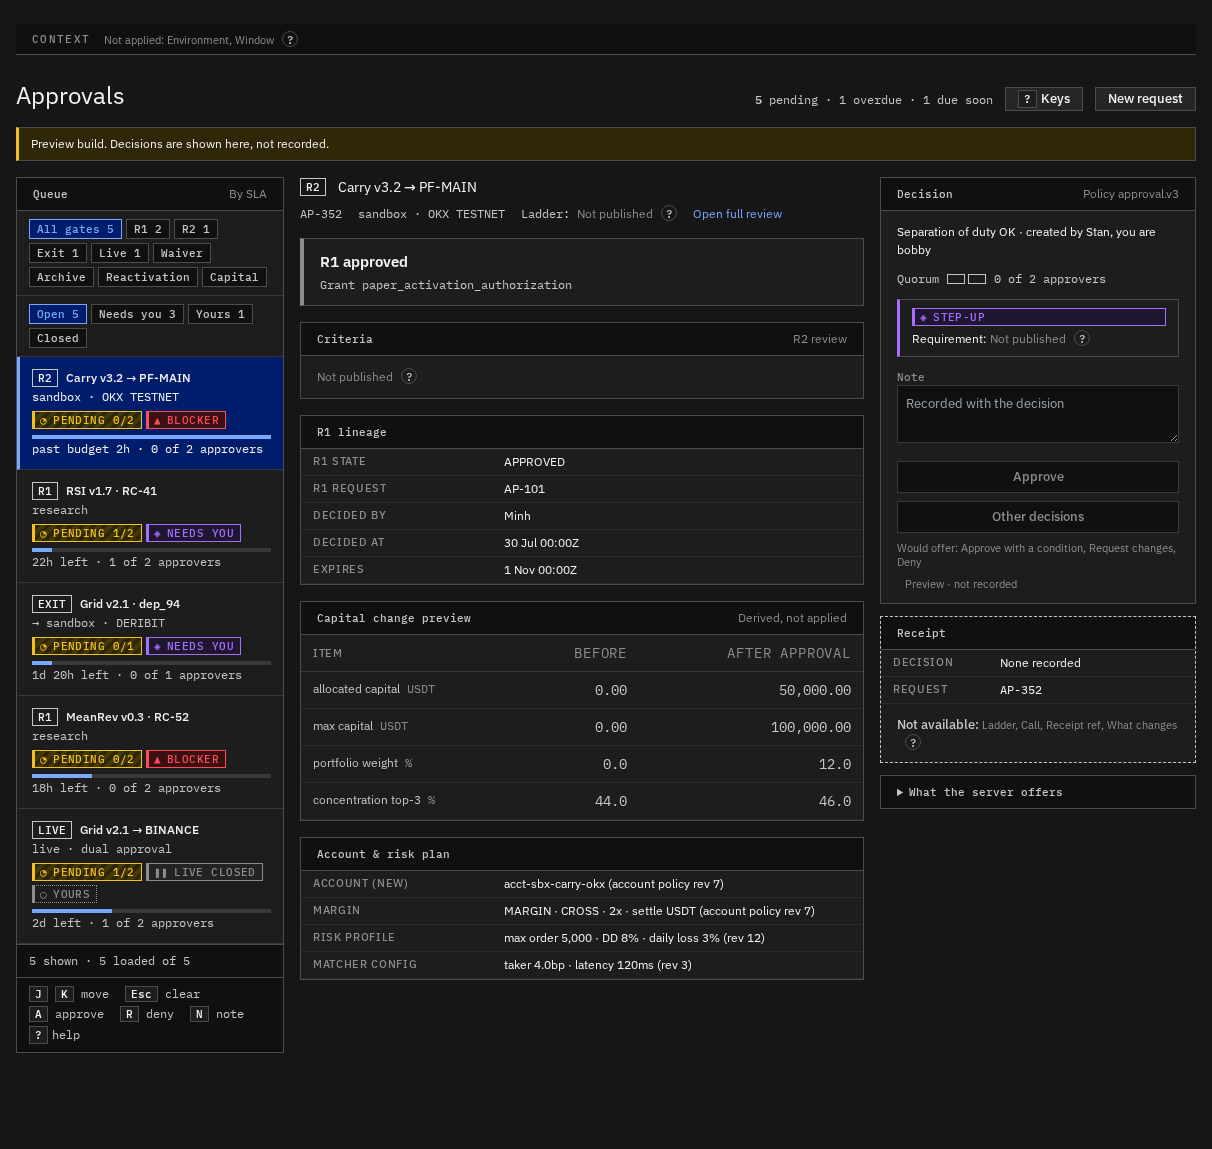 CONTEXT Not applied: Environment, Window ?
Approvals
5 pending · 1 overdue · 1 due soon ? Keys New request
Preview build. Decisions are shown here, not recorded.
Queue By SLA
All gates 5 R1 2 R2 1
Exit 1 Live 1 Waiver
Archive Reactivation Capital
Open 5 Needs you 3 Yours 1
Closed
R2 Carry v3.2 → PF-MAIN
sandbox · OKX TESTNET
◔ PENDING 0/2 ▲ BLOCKER
past budget 2h · 0 of 2 approvers
R1 RSI v1.7 · RC-41
research
◔ PENDING 1/2 ◈ NEEDS YOU
22h left · 1 of 2 approvers
EXIT Grid v2.1 · dep_94
→ sandbox · DERIBIT
◔ PENDING 0/1 ◈ NEEDS YOU
1d 20h left · 0 of 1 approvers
R1 MeanRev v0.3 · RC-52
research
◔ PENDING 0/2 ▲ BLOCKER
18h left · 0 of 2 approvers
LIVE Grid v2.1 → BINANCE
live · dual approval
◔ PENDING 1/2 ❚❚ LIVE CLOSED
○ YOURS
2d left · 1 of 2 approvers
5 shown · 5 loaded of 5
J K move Esc clear
A approve R deny N note
? help
R2 Carry v3.2 → PF-MAIN
AP-352 sandbox · OKX TESTNET Ladder: Not published ? Open full review
R1 approved
Grant paper_activation_authorization
Criteria R2 review
Not published ?
R1 lineage
R1 STATE APPROVED
R1 REQUEST AP-101
DECIDED BY Minh
DECIDED AT 30 Jul 00:00Z
EXPIRES 1 Nov 00:00Z
Capital change preview Derived, not applied
ITEM BEFORE AFTER APPROVAL
allocated capital USDT 0.00 50,000.00
max capital USDT 0.00 100,000.00
portfolio weight % 0.0 12.0
concentration top-3 % 44.0 46.0
Account & risk plan
ACCOUNT (NEW) acct-sbx-carry-okx (account policy rev 7)
MARGIN MARGIN · CROSS · 2x · settle USDT (account policy rev 7)
RISK PROFILE max order 5,000 · DD 8% · daily loss 3% (rev 12)
MATCHER CONFIG taker 4.0bp · latency 120ms (rev 3)
Decision Policy approval.v3
Separation of duty OK · created by Stan, you are
bobby
Quorum 0 of 2 approvers
◈ STEP-UP
Requirement: Not published ?
Note
Recorded with the decision
Approve
Other decisions
Would offer: Approve with a condition, Request changes,
Deny
Preview · not recorded
Receipt
DECISION None recorded
REQUEST AP-352
Not available: Ladder, Call, Receipt ref, What changes
?
▶ What the server offers